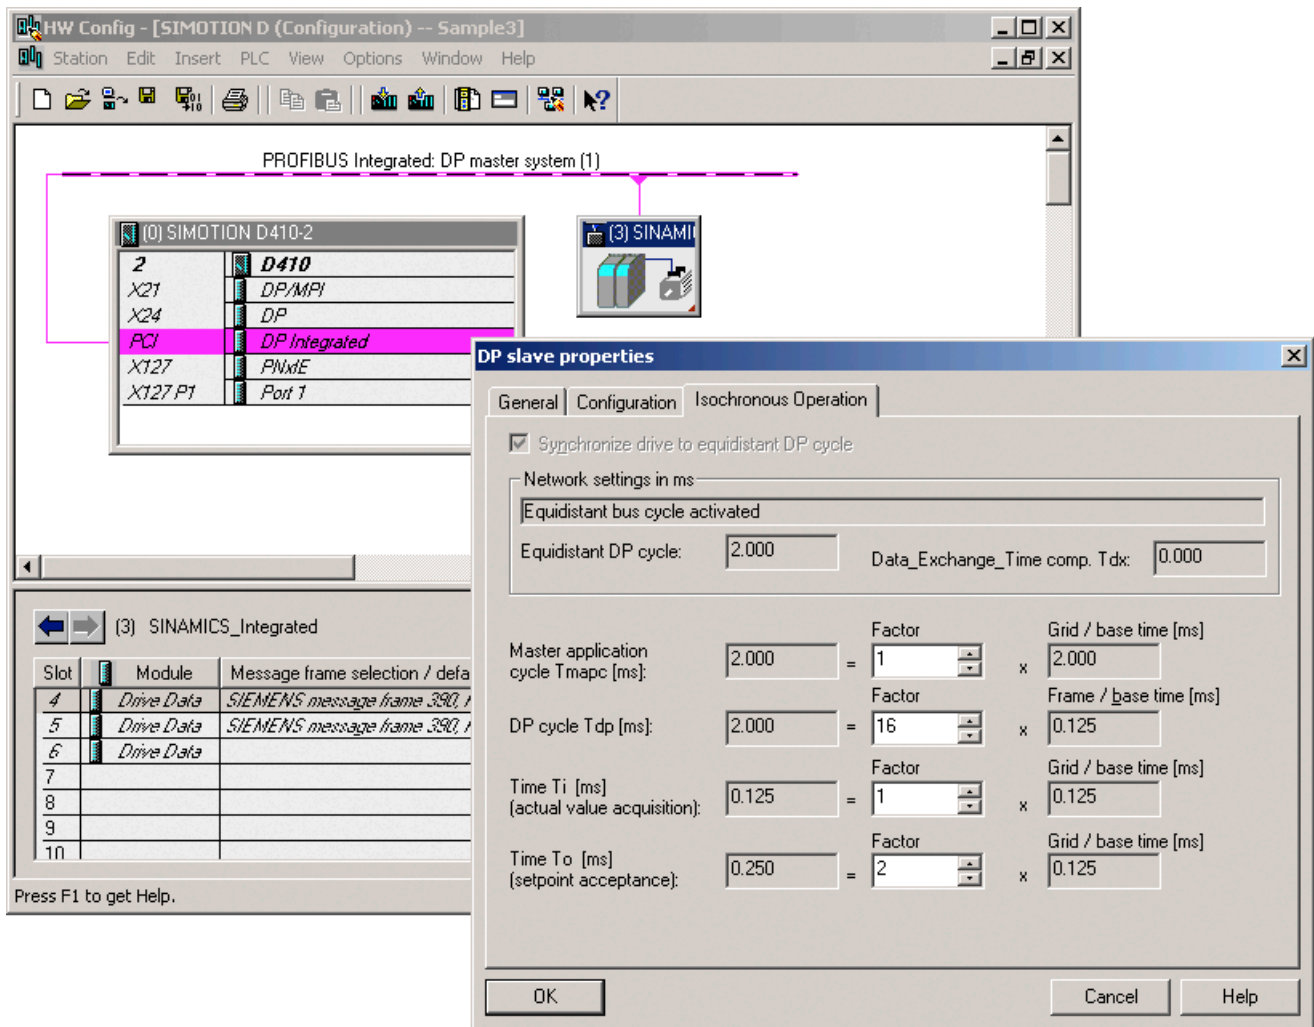 HW Config - [SIMOTION D (Configuration) -- Sample3]
Station Edit Insert PLC View Options Window Help
PROFIBUS Integrated: DP master system (1)
(0) SIMOTION D410-2
2 D410
X21 DP/MPI
X24 DP
PCI DP Integrated
X127 PNxIE
X127 P1 Port 1
(3) SINAMI
DP slave properties
General Configuration Isochronous Operation
Synchronize drive to equidistant DP cycle
Network settings in ms
Equidistant bus cycle activated
Equidistant DP cycle: 2.000 Data_Exchange_Time comp. Tdx: 0.000
Factor Grid / base time [ms]
Master application
cycle Tmapc [ms]: 2.000 = 1 x 2.000
Factor Frame / base time [ms]
DP cycle Tdp [ms]: 2.000 = 16 x 0.125
Factor Grid / base time [ms]
Time Ti [ms]
(actual value acquisition): 0.125 = 1 x 0.125
Factor Grid / base time [ms]
Time To [ms]
(setpoint acceptance): 0.250 = 2 x 0.125
OK Cancel Help
(3) SINAMICS_Integrated
Slot Module Message frame selection / defa
4 Drive Data SIEMENS message frame 390,
5 Drive Data SIEMENS message frame 390,
6 Drive Data
7
8
9
10
Press F1 to get Help.